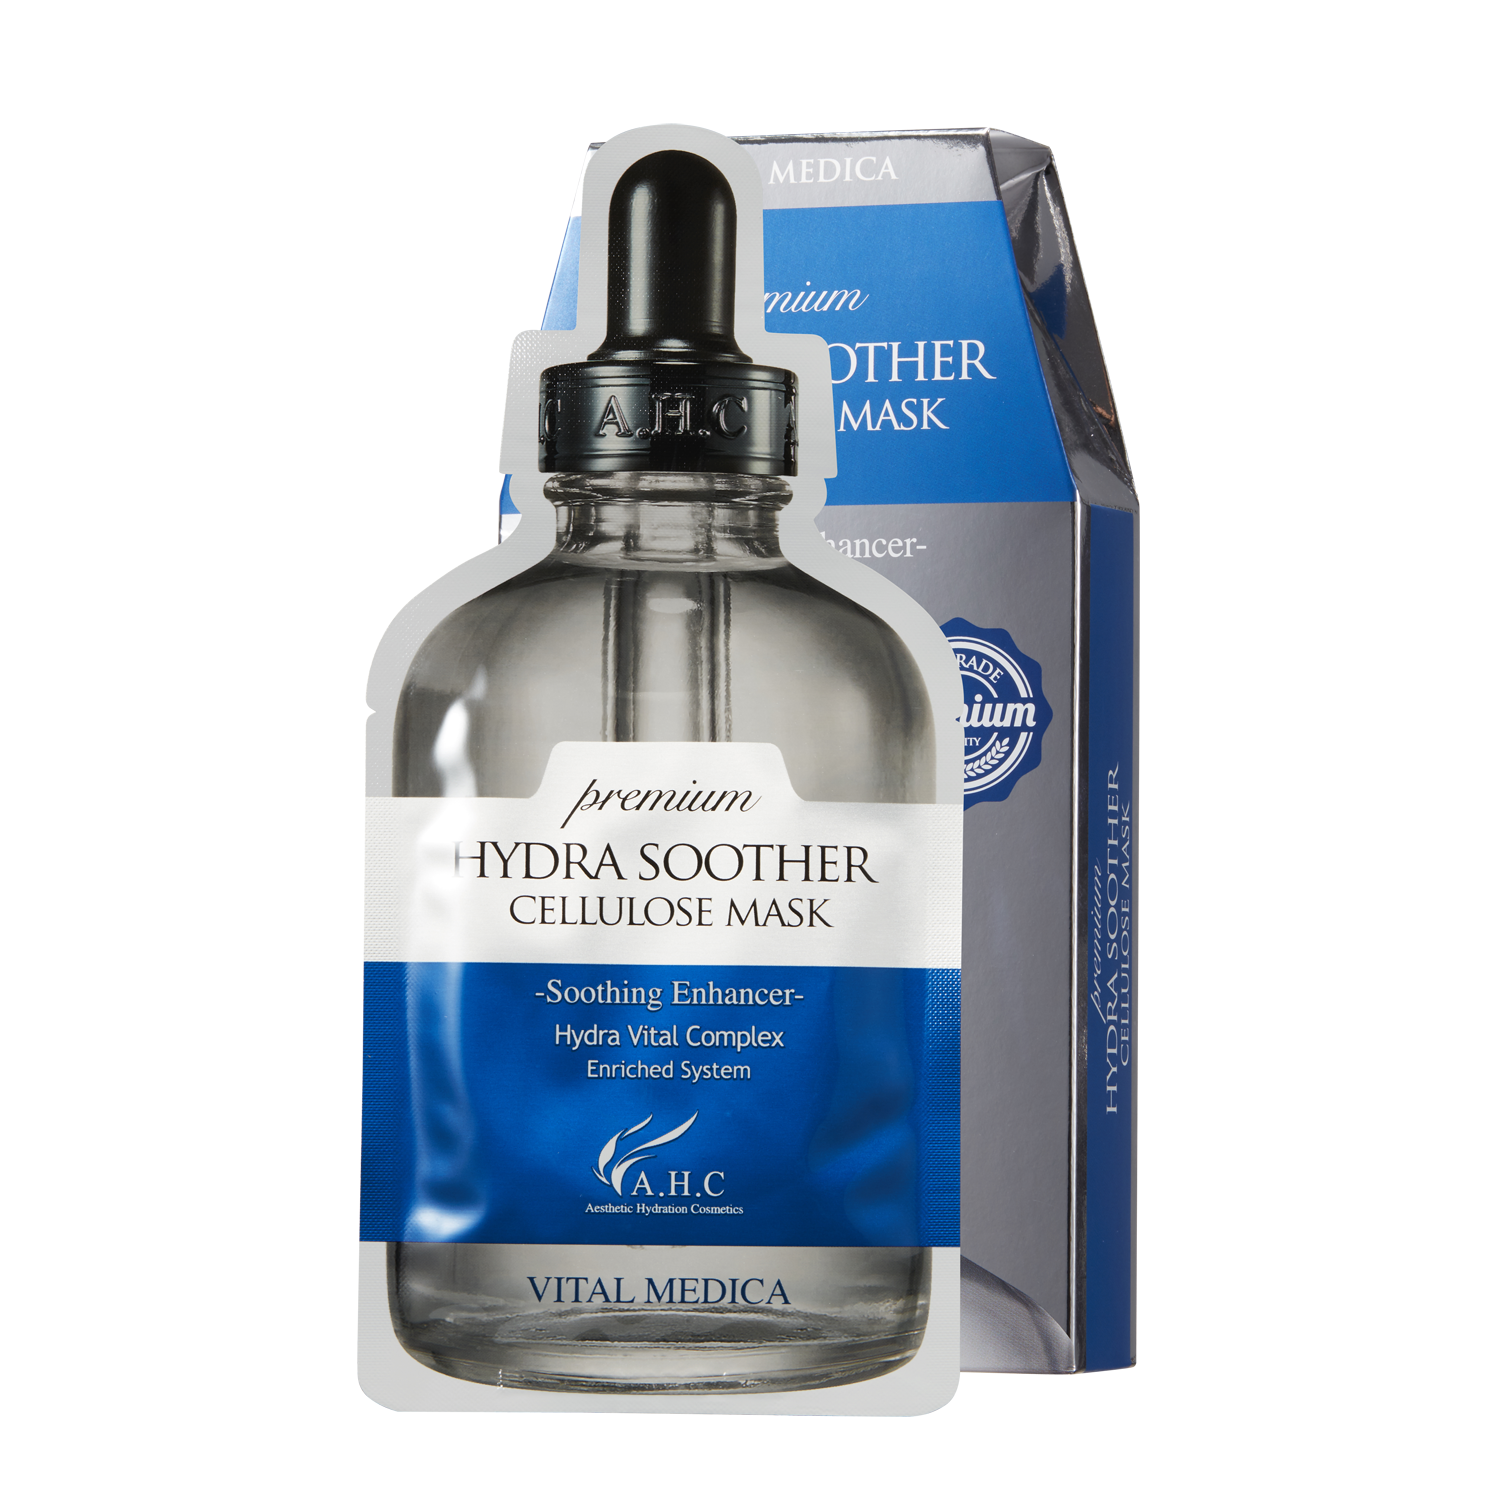 A.H.C
premium
HYDRA SOOTHER
CELLULOSE MASK
-Soothing Enhancer-
Hydra Vital Complex
Enriched System
A.H.C
Aesthetic Hydration Cosmetics
VITAL MEDICA
MEDICA
mium
OTHER
MASK
hancer-
RADE
nium
ITY
premium
HYDRA SOOTHER
CELLULOSE MASK